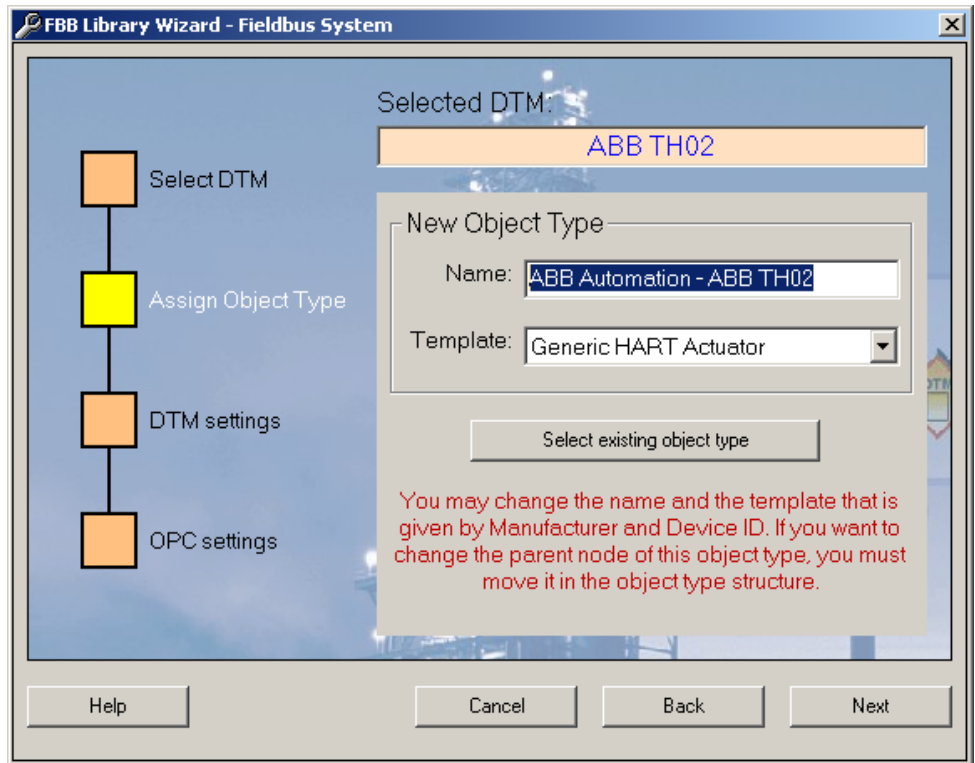 FBB Library Wizard - Fieldbus System
Selected DTM:
ABB TH02
Select DTM
Assign Object Type
DTM settings
OPC settings
New Object Type
Name: ABB Automation - ABB TH02
Template: Generic HART Actuator
Select existing object type
You may change the name and the template that is
given by Manufacturer and Device ID. If you want to
change the parent node of this object type, you must
move it in the object type structure.
DTM
Help
Cancel
Back
Next